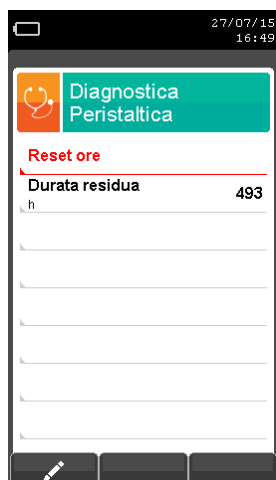 27/07/15
16:49
Diagnostica
Peristaltica
Reset ore
Durata residua
493
h